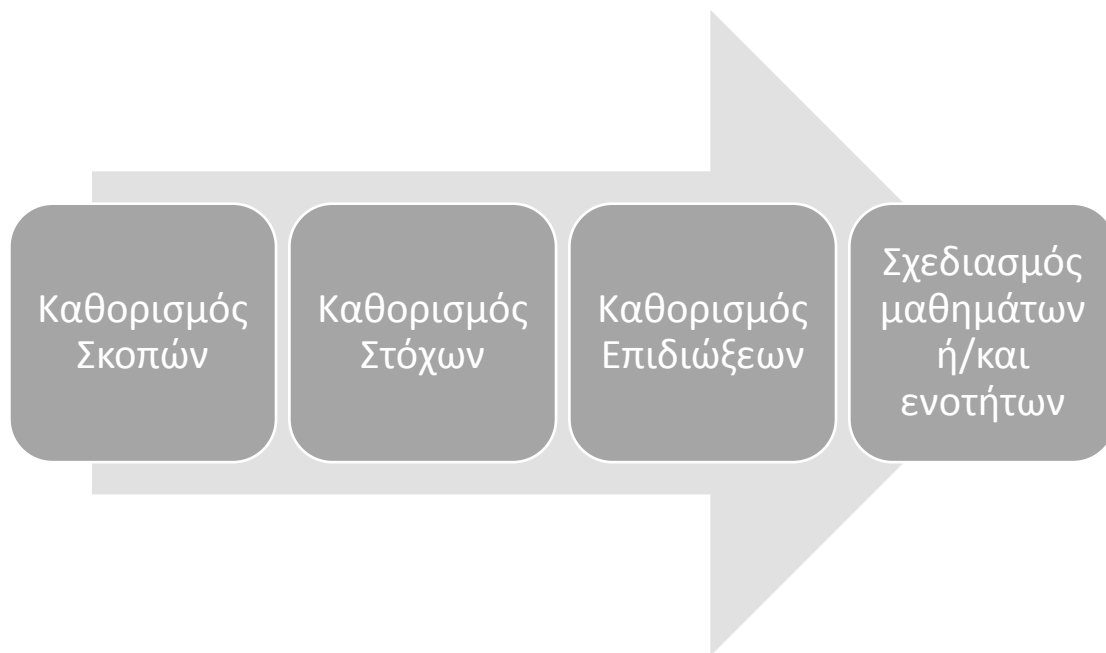 Καθορισμός
Σκοπών
Καθορισμός
Στόχων
Καθορισμός
Επιδιώξεων
Σχεδιασμός
μαθημάτων
ή/και
ενοτήτων